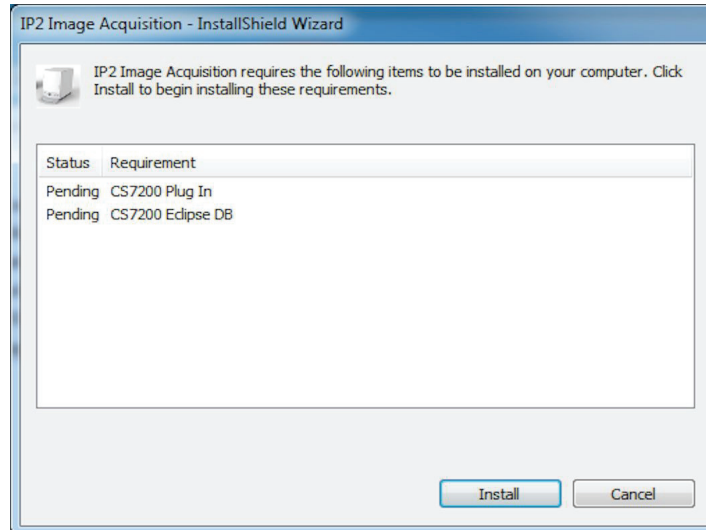 IP2 Image Acquisition - InstallShield Wizard
IP2 Image Acquisition requires the following items to be installed on your computer. Click
Install to begin installing these requirements.
Status Requirement
Pending CS7200 Plug In
Pending CS7200 Eclipse DB
Install Cancel